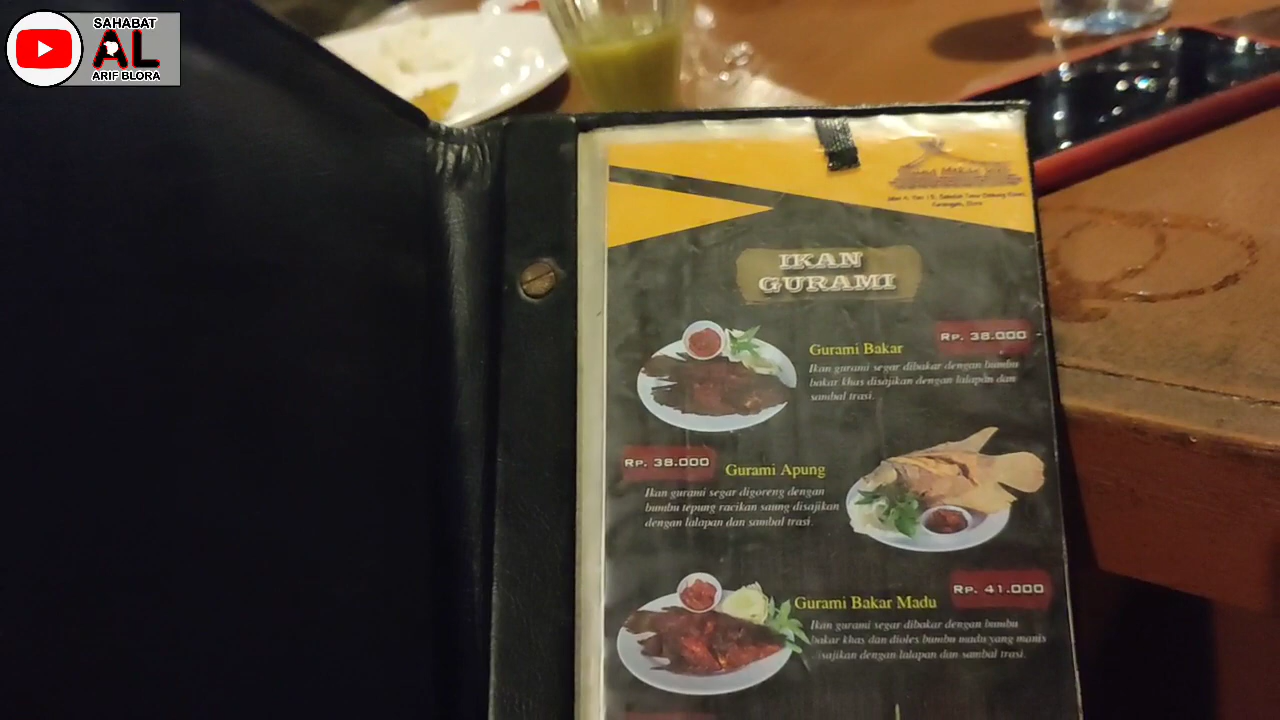 SAHABAT
AL
ARIF BLORA
IKAN
GURAMI
Gurami Bakar
Rp. 38.000
Ikan gurami segar dibakar dengan bumbu
bakar khas disajikan dengan lalapan dan
sambal trasi.
Rp. 38.000
Gurami Apung
Ikan gurami segar digoreng dengan
bumbu tepung racikan saung disajikan
dengan lalapan dan sambal trasi.
Gurami Bakar Madu
Rp. 41.000
Ikan gurami segar dibakar dengan bumbu
bakar khas dan dioles bumbu madu yang manis
sajikan dengan lalapan dan sambal trasi.